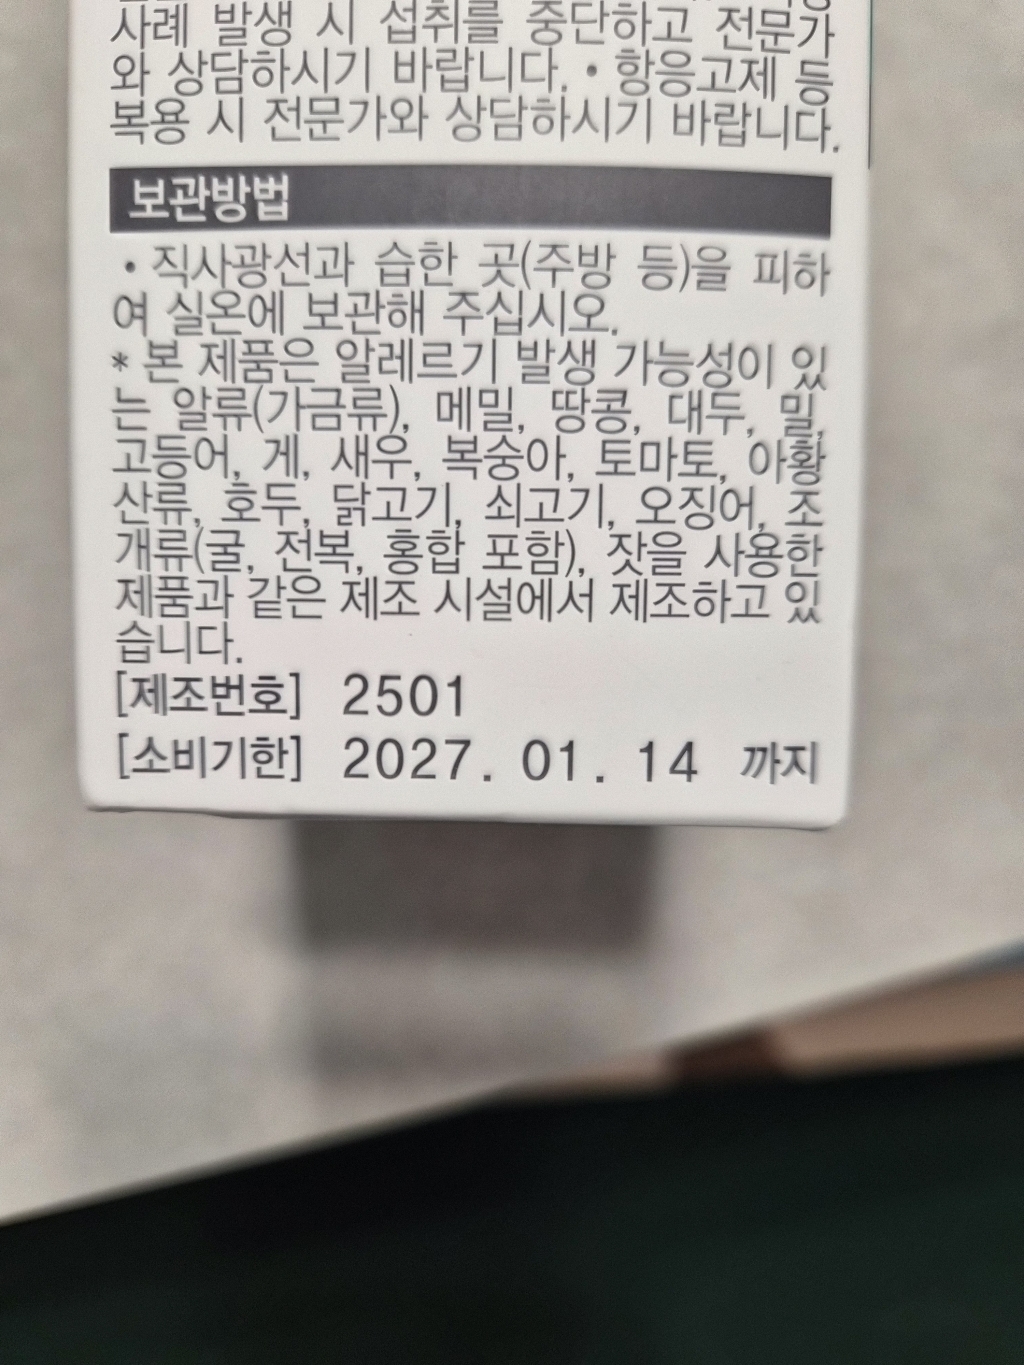 사례 발생 시 섭취를 중단하고 전문가
와 상담하시기 바랍니다. • 항응고제 등
복용 시 전문가와 상담하시기 바랍니다.
보관방법
• 직사광선과 습한 곳(주방 등)을 피하
여 실온에 보관해 주십시오.
* 본 제품은 알레르기 발생 가능성이 있
는 알류(가금류), 메밀, 땅콩, 대두, 밀,
고등어, 게, 새우, 복숭아, 토마토, 아황
산류, 호두, 닭고기, 쇠고기, 오징어, 조
개류(굴, 전복, 홍합 포함), 잣을 사용한
제품과 같은 제조 시설에서 제조하고 있
습니다.
[제조번호] 2501
[소비기한] 2027. 01. 14 까지